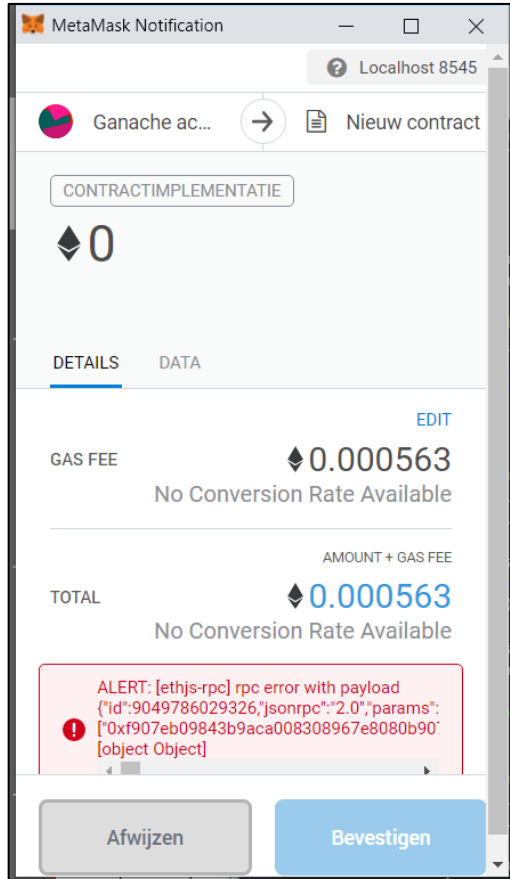 MetaMask Notification
Localhost 8545
Ganache ac...
Nieuw contract
CONTRACTIMPLEMENTATIE
0
DETAILS
DATA
EDIT
GAS FEE
0.000563
No Conversion Rate Available
AMOUNT + GAS FEE
TOTAL
0.000563
No Conversion Rate Available
ALERT: [ethjs-rpc] rpc error with payload
{"id":9049786029326,"jsonrpc":"2.0","params":
["0xf907eb09843b9aca008308967e8080b907
[object Object]
Afwijzen
Bevestigen